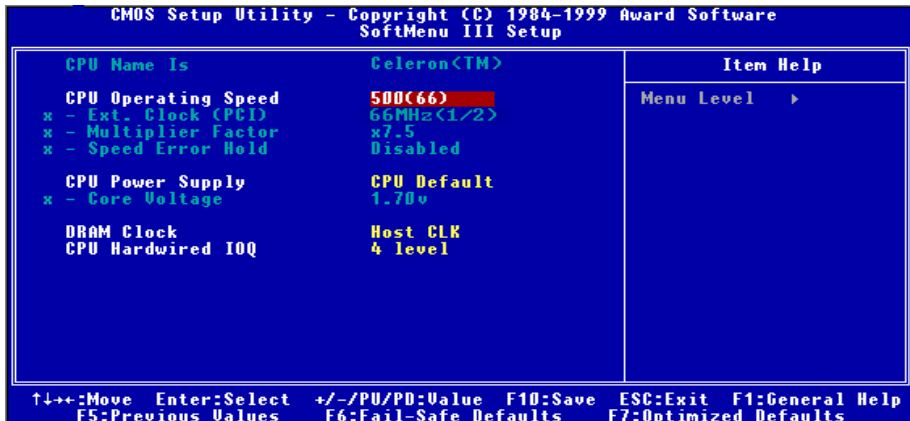 CMOS Setup Utility - Copyright (C) 1984-1999 Award Software
SoftMenu III Setup
CPU Name Is Celeron(TM)
Item Help
CPU Operating Speed 500(66)
Menu Level ▸
x - Ext. Clock (PCI) 66MHz(1/2)
x - Multiplier Factor x7.5
x - Speed Error Hold Disabled
CPU Power Supply CPU Default
x - Core Voltage 1.70v
DRAM Clock Host CLK
CPU Hardwired IOQ 4 level
↑↓→←:Move Enter:Select +/-/PU/PD:Value F10:Save ESC:Exit F1:General Help
F5:Previous Values F6:Fail-Safe Defaults F7:Optimized Defaults